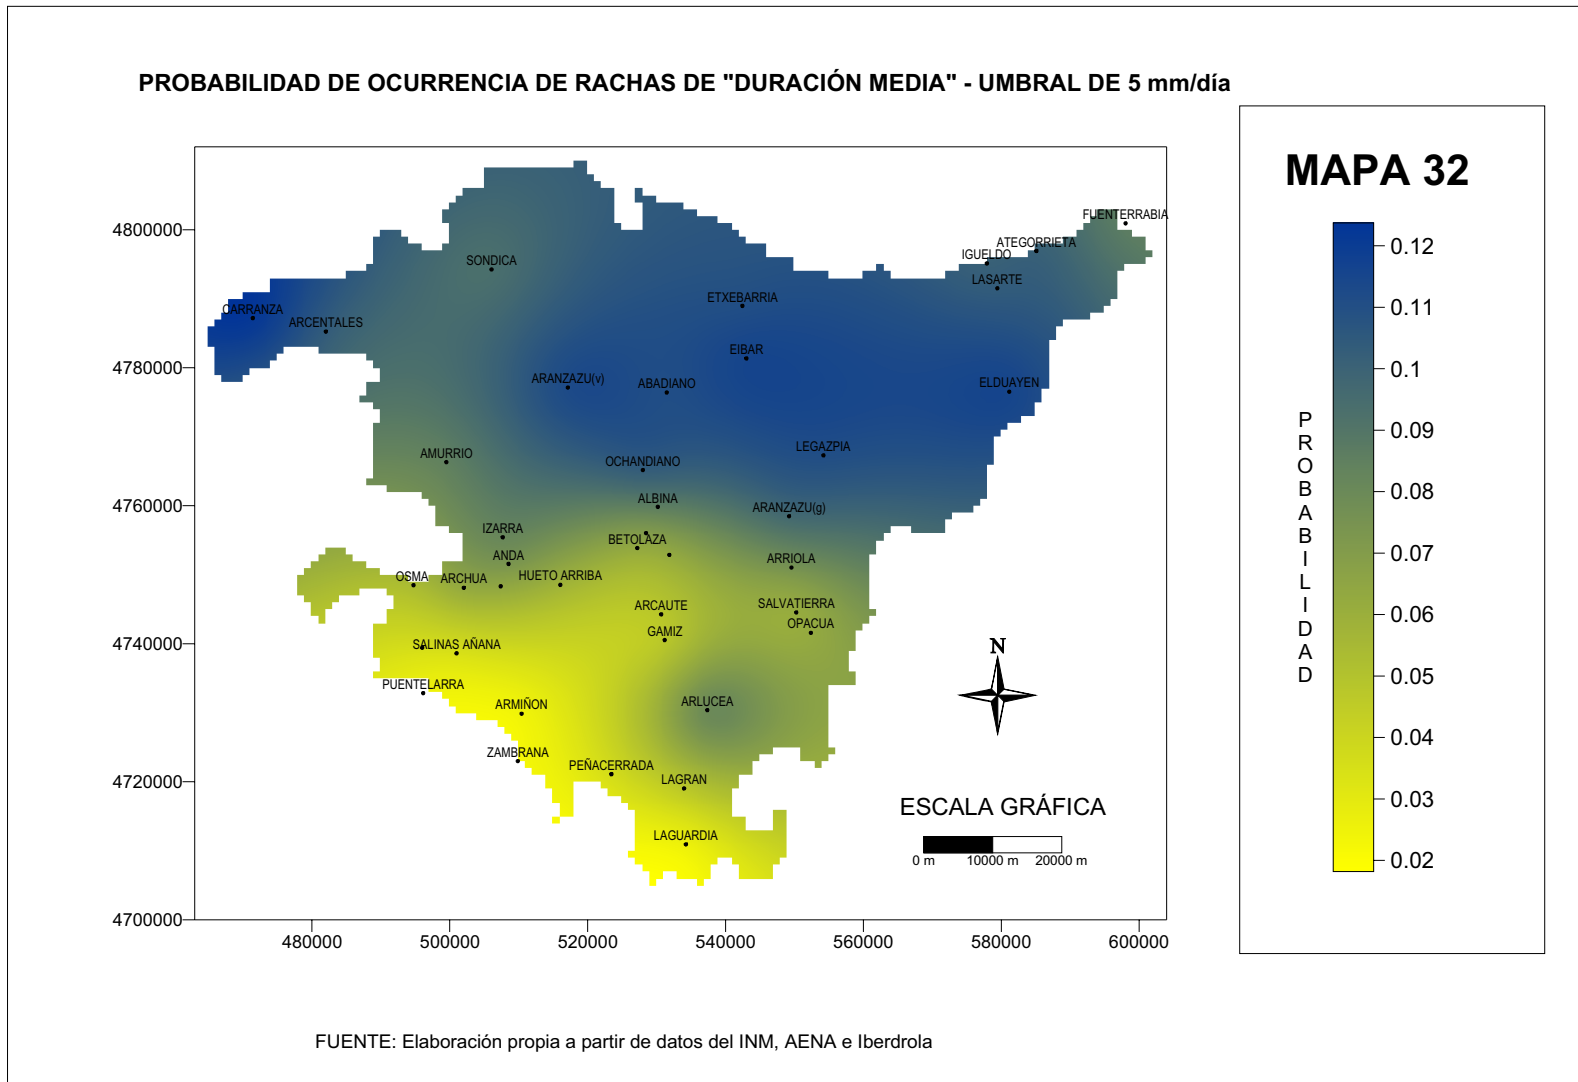 PROBABILIDAD DE OCURRENCIA DE RACHAS DE "DURACIÓN MEDIA" - UMBRAL DE 5 mm/día
MAPA 32
0.12
0.11
0.1
0.09
0.08
0.07
0.06
0.05
0.04
0.03
0.02
PROBABILIDAD
4800000
4780000
4760000
4740000
4720000
4700000
FUENTERRABIA
ATEGORRIETA
IGUELDO
SONDICA
LASARTE
ETXEBARRIA
CARRANZA
ARCENTALES
EIBAR
ARANZAZU(v)
ABADIANO
ELDUAYEN
LEGAZPIA
AMURRIO
OCHANDIANO
ALBINA
ARANZAZU(g)
IZARRA
BETOLAZA
ANDA
ARRIOLA
OSMA
ARCHUA
HUETO ARRIBA
ARCAUTE
SALVATIERRA
OPACUA
GAMIZ
SALINAS AÑANA
PUENTELARRA
ARMIÑON
ARLUCEA
ZAMBRANA
PEÑACERRADA
LAGRAN
LAGUARDIA
N
ESCALA GRÁFICA
0 m 10000 m 20000 m
480000 500000 520000 540000 560000 580000 600000
FUENTE: Elaboración propia a partir de datos del INM, AENA e Iberdrola